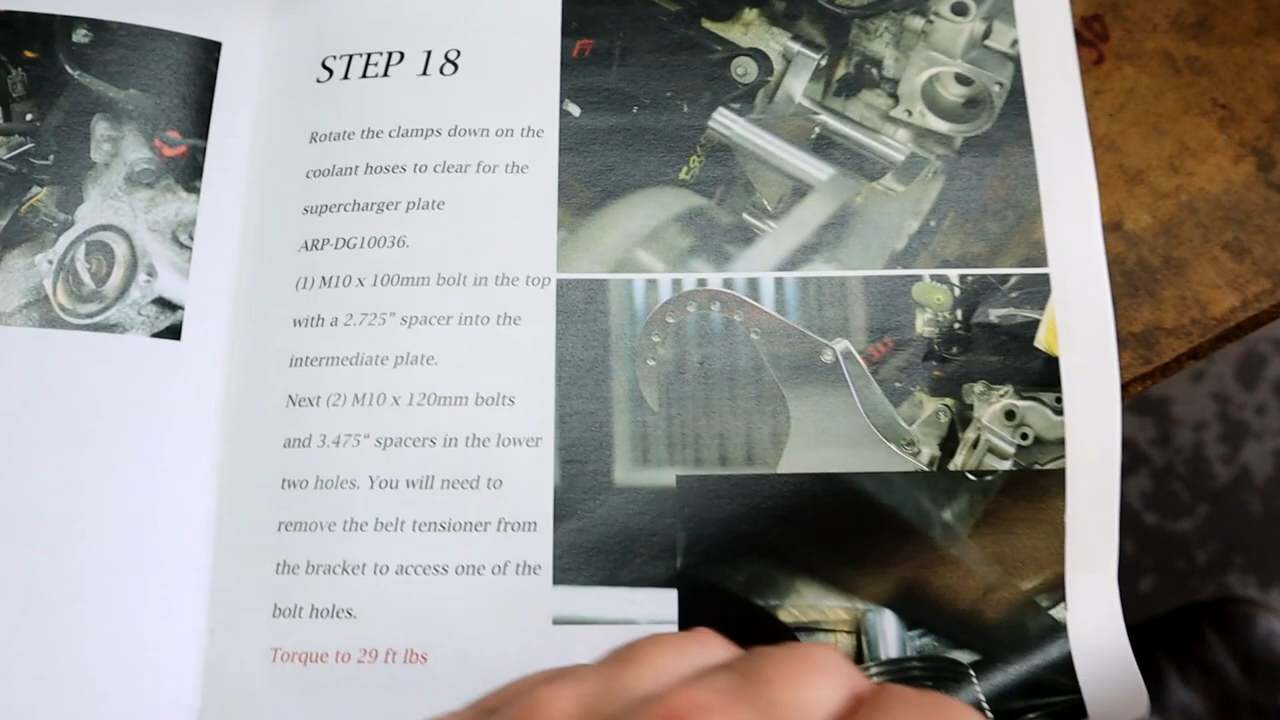 STEP 18
Rotate the clamps down on the
coolant hoses to clear for the
supercharger plate
ARP-DG10036.
(1) M10 x 100mm bolt in the top
with a 2.725" spacer into the
intermediate plate.
Next (2) M10 x 120mm bolts
and 3.475" spacers in the lower
two holes. You will need to
remove the belt tensioner from
the bracket to access one of the
bolt holes.
Torque to 29 ft lbs